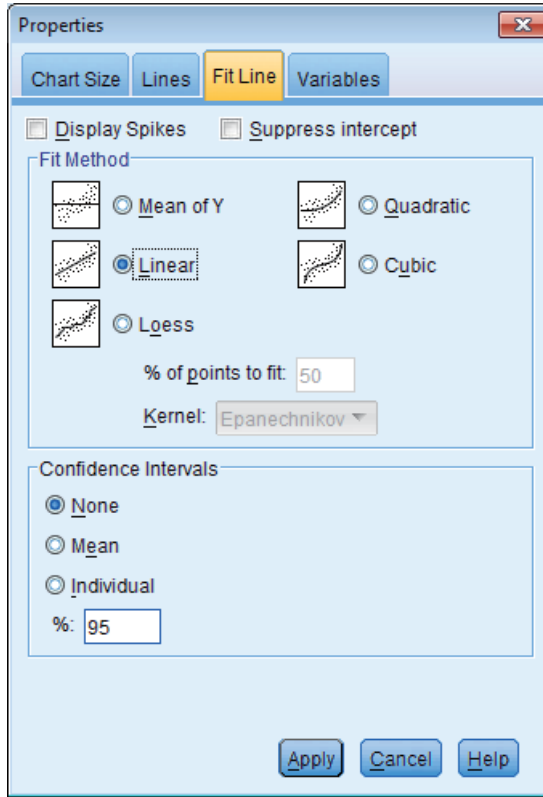 Properties
Chart Size Lines Fit Line Variables
Display Spikes Suppress intercept
Fit Method
Mean of Y Quadratic
Linear Cubic
Loess
% of points to fit: 50
Kernel: Epanechnikov
Confidence Intervals
None
Mean
Individual
%: 95
Apply Cancel Help